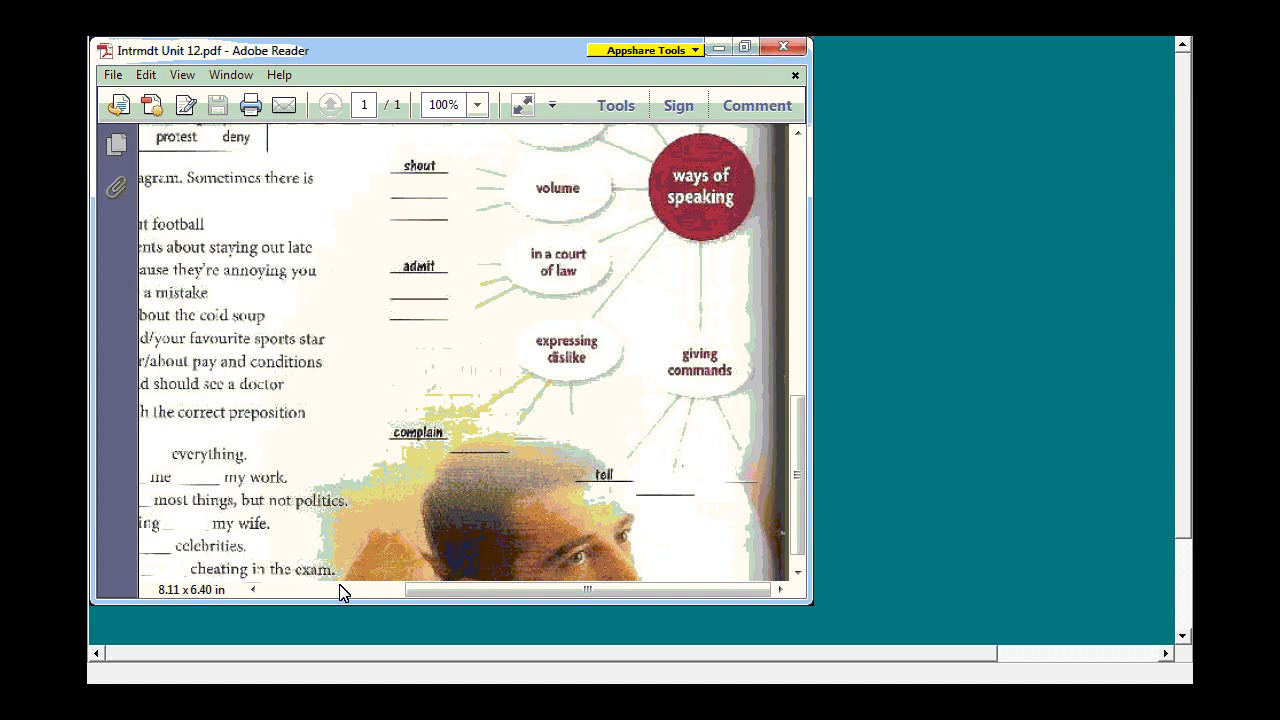 Intrmdt Unit 12.pdf - Adobe Reader
Appshare Tools
File Edit View Window Help
1 / 1 100% Tools Sign Comment
protest deny
agram. Sometimes there is
t football
ents about staying out late
ause they're annoying you
a mistake
bout the cold soup
d/your favourite sports star
r/about pay and conditions
d should see a doctor
h the correct preposition
everything.
me _____ my work.
most things, but not politics.
ing ____ my wife.
____ celebrities.
cheating in the exam.
shout
volume
ways of
speaking
admit
in a court
of law
expressing
dislike
giving
commands
complain
tell
8.11 x 6.40 in